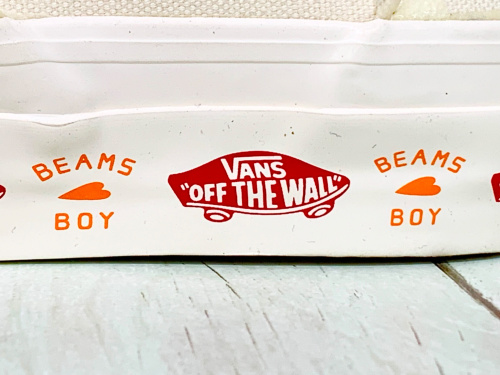 BEAMS
BOY
VANS
"OFF THE WALL"
BEAMS
BOY